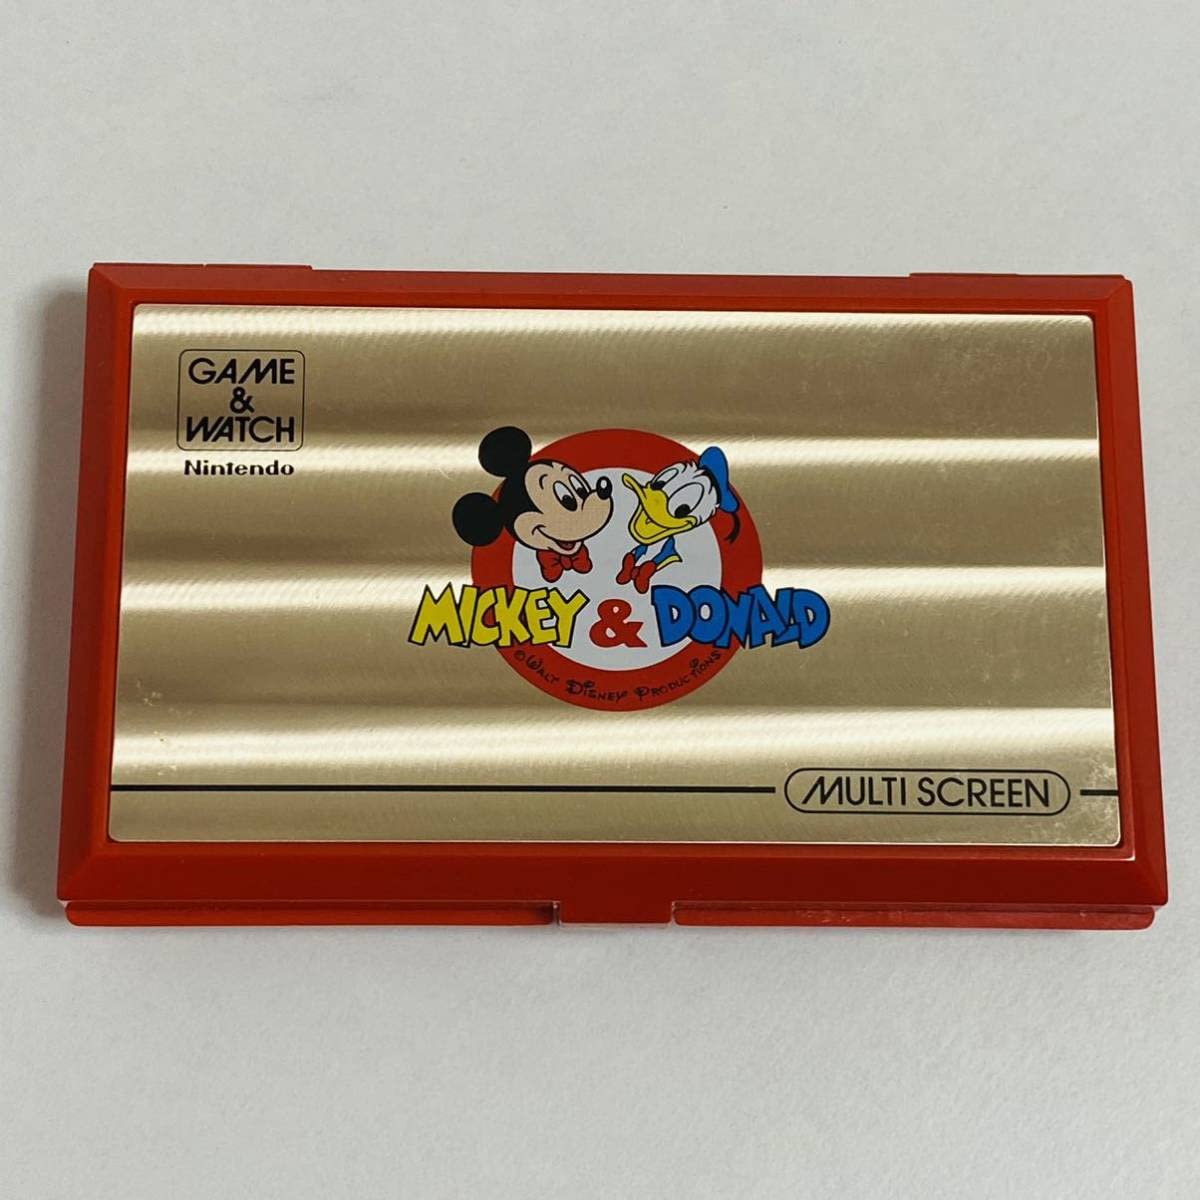 GAME
&
WATCH
Nintendo
MICKEY & DONALD
© WALT DISNEY PRODUCTIONS
MULTI SCREEN